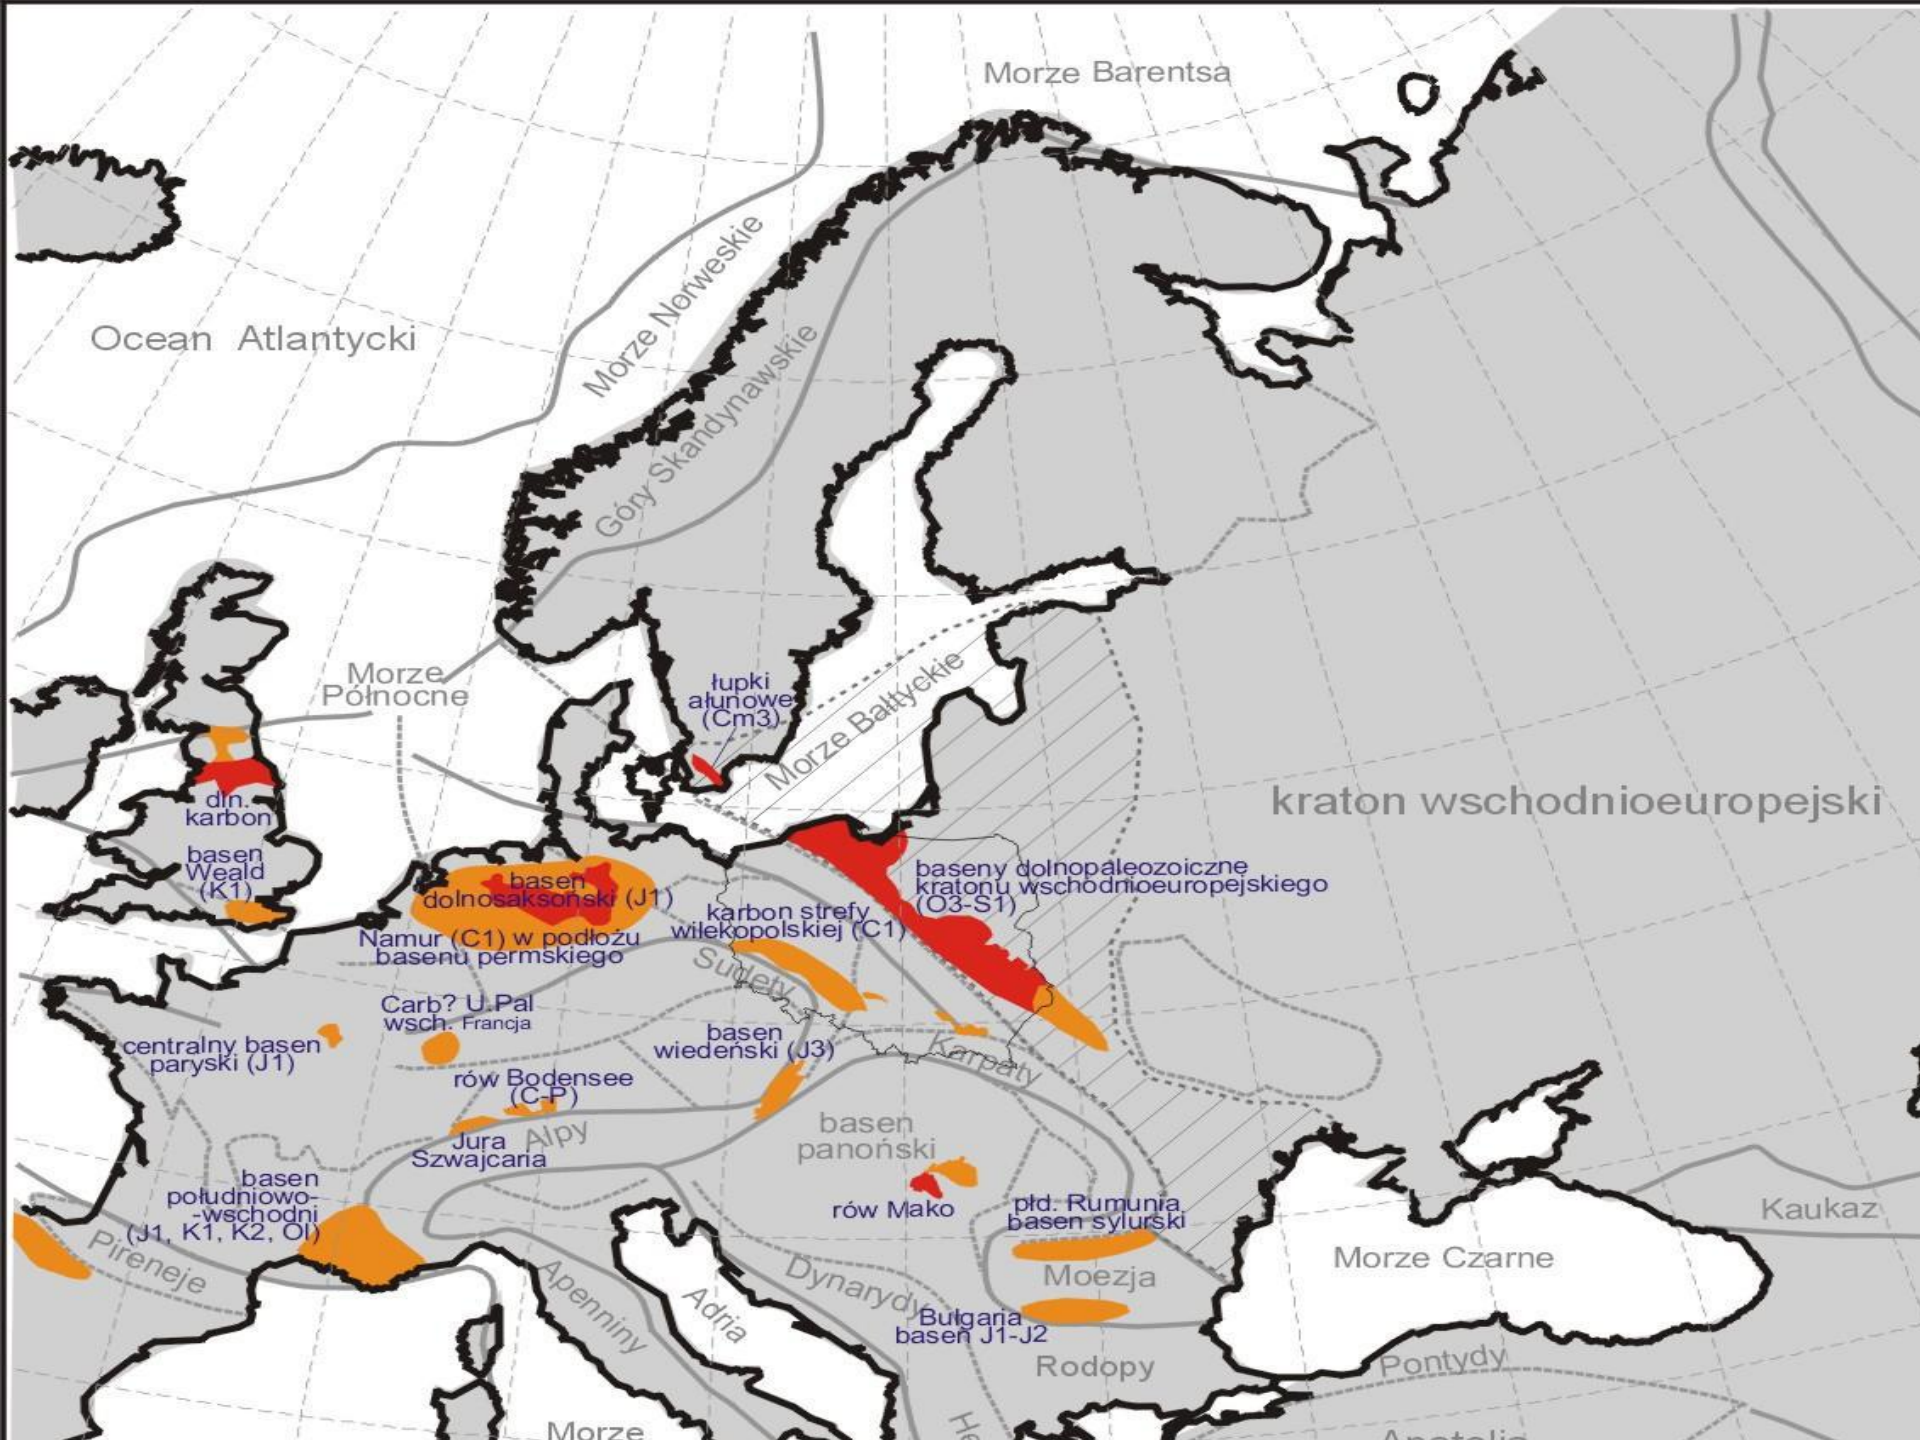 Morze Barentsa
Morze Norweskie
Ocean Atlantycki
Góry Skandynawskie
Morze
Północne
łupki
ałunowe
(Cm3)
Morze Bałtyckie
kraton wschodnioeuropejski
dln.
karbon
basen
Weald
(K1)
basen
dolnosaksoński (J1)
baseny dolnopaleozoiczne
kratonu wschodnioeuropejskiego
(O3-S1)
karbon strefy
wilekopolskiej (C1)
Namur (C1) w podłożu
basenu permskiego
Sudety
Carb? U.Pal
wsch. Francja
centralny basen
paryski (J1)
basen
wiedeński (J3)
Karpaty
rów Bodensee
(C-P)
Alpy
Jura
Szwajcaria
basen
panoński
basen
południowo-
-wschodni
(J1, K1, K2, Ol)
rów Mako
płd. Rumunia
basen sylurski
Kaukaz
Pireneje
Morze Czarne
Moezja
Dynarydy
Apenniny
Adria
Bułgaria
basen J1-J2
Rodopy
Pontydy
He
Morze
Anatolia